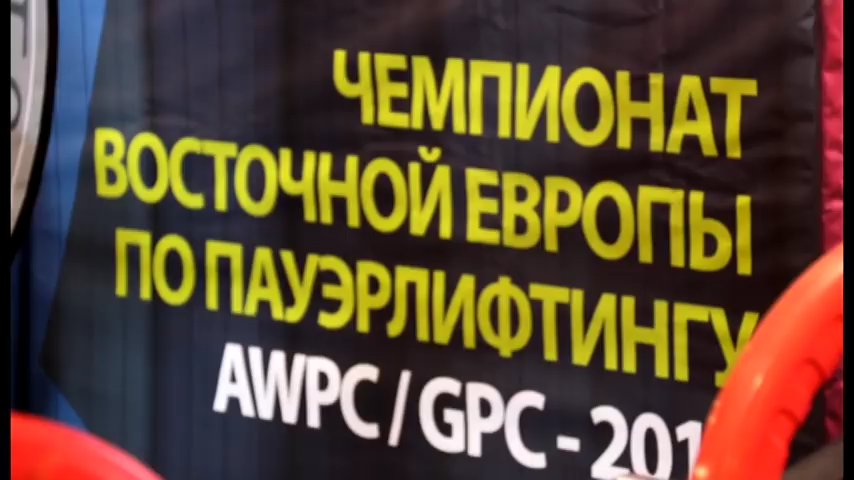 ЧЕМПИОНАТ
ВОСТОЧНОЙ ЕВРОПЫ
ПО ПАУЭРЛИФТИНГУ
AWPC / GPC - 201